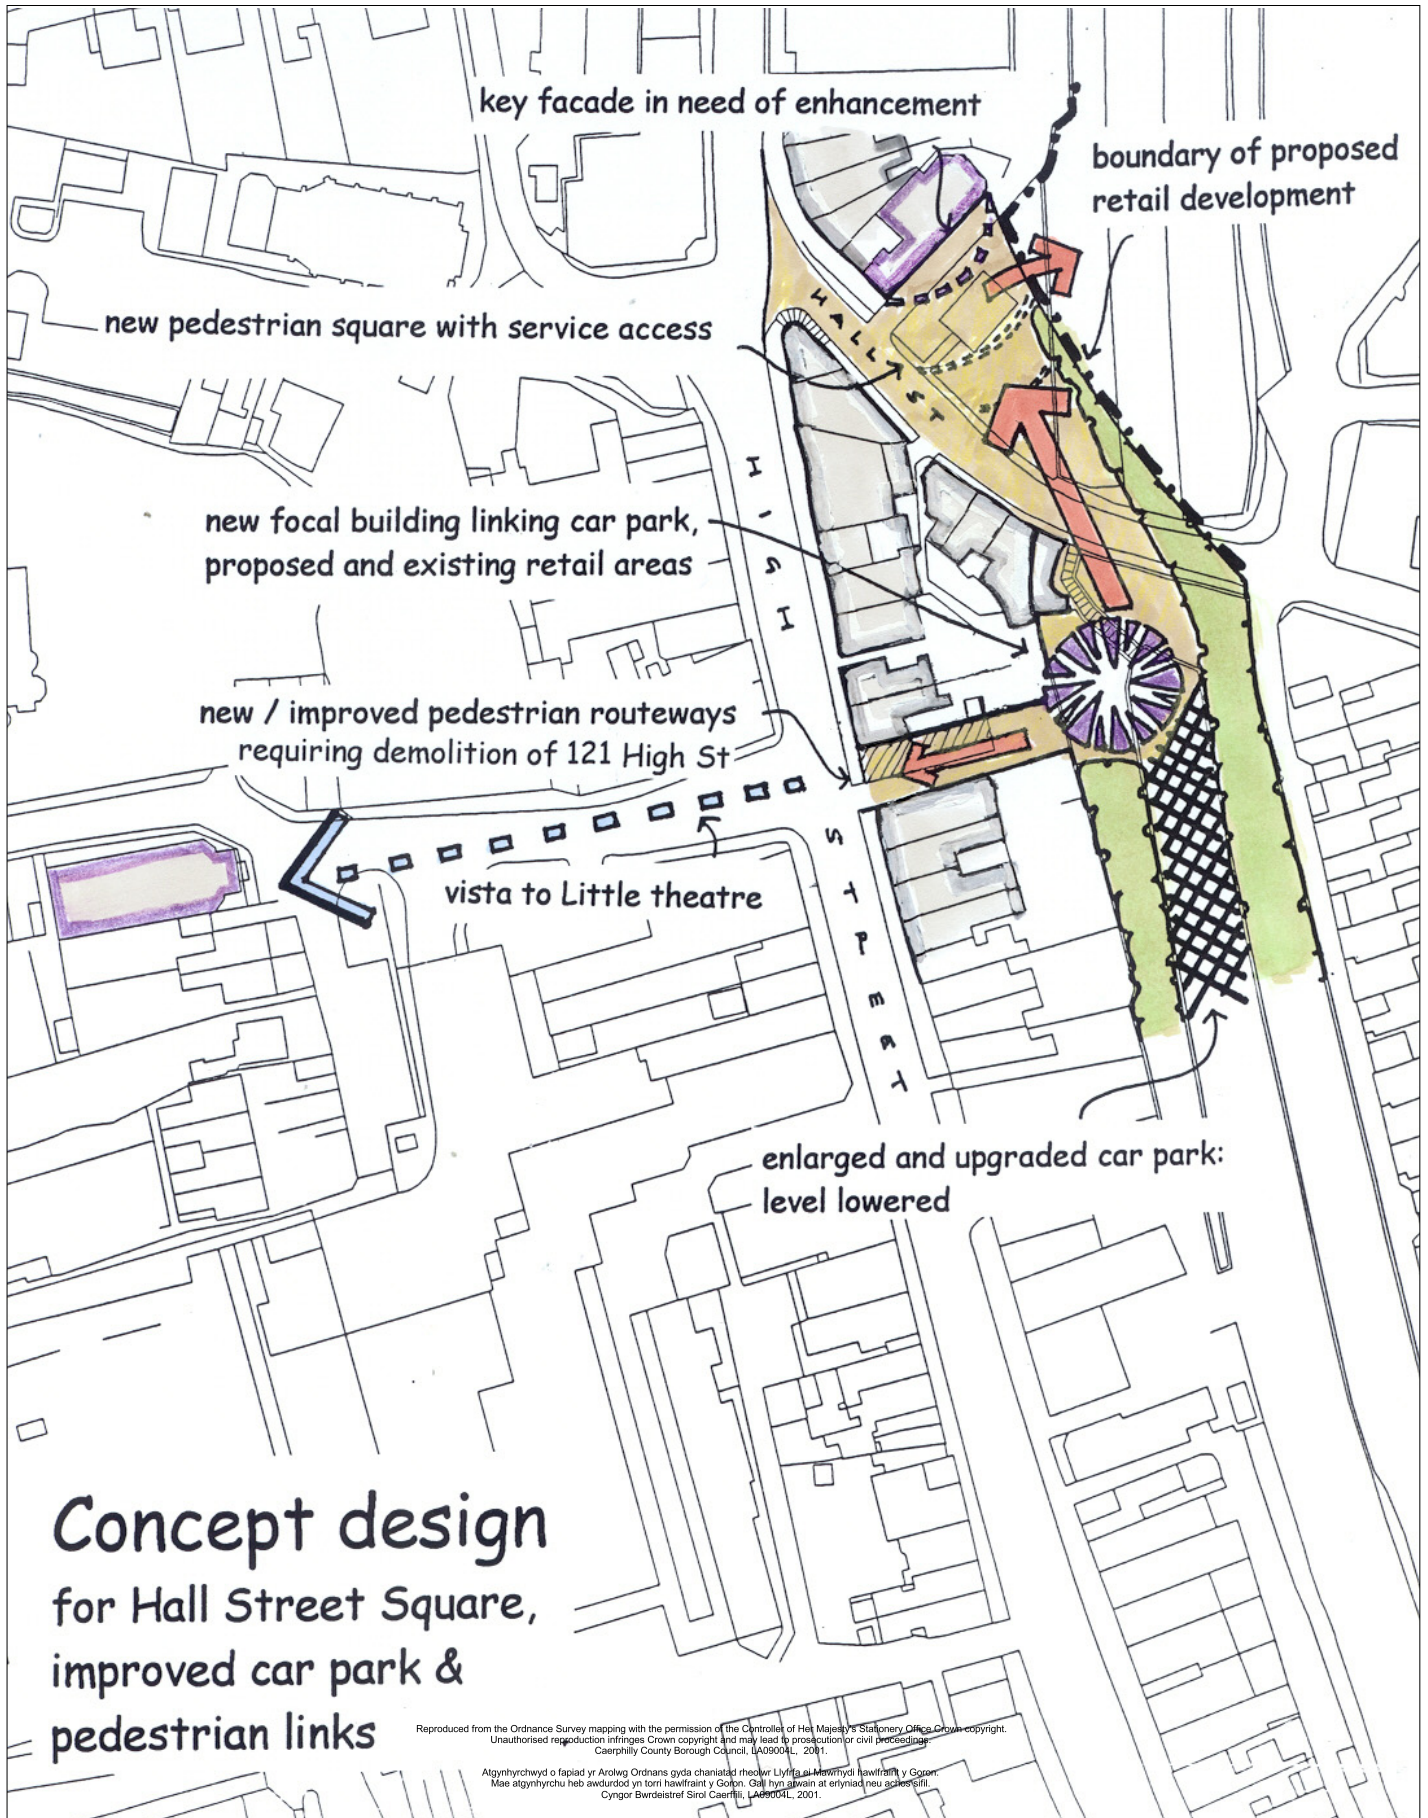 key facade in need of enhancement
boundary of proposed
retail development
new pedestrian square with service access
HALL ST
new focal building linking car park,
proposed and existing retail areas
new / improved pedestrian routeways
requiring demolition of 121 High St
vista to Little theatre
STREET
enlarged and upgraded car park:
level lowered
Concept design
for Hall Street Square,
improved car park &
pedestrian links
Reproduced from the Ordnance Survey mapping with the permission of the Controller of Her Majesty's Stationery Office Crown copyright.
Unauthorised reproduction infringes Crown copyright and may lead to prosecution or civil proceedings.
Caerphilly County Borough Council, LA09004L, 2001.
Atgynhyrchwyd o fapiad yr Arolwg Ordnans gyda chaniatad rheolwr Llyfrfa ei Mawrhydi hawlfraint y Goron.
Mae atgynhyrchu heb awdurdod yn torri hawlfraint y Goron. Gall hyn arwain at erlyniad neu achos sifil.
Cyngor Bwrdeistref Sirol Caerffili, LA09004L, 2001.